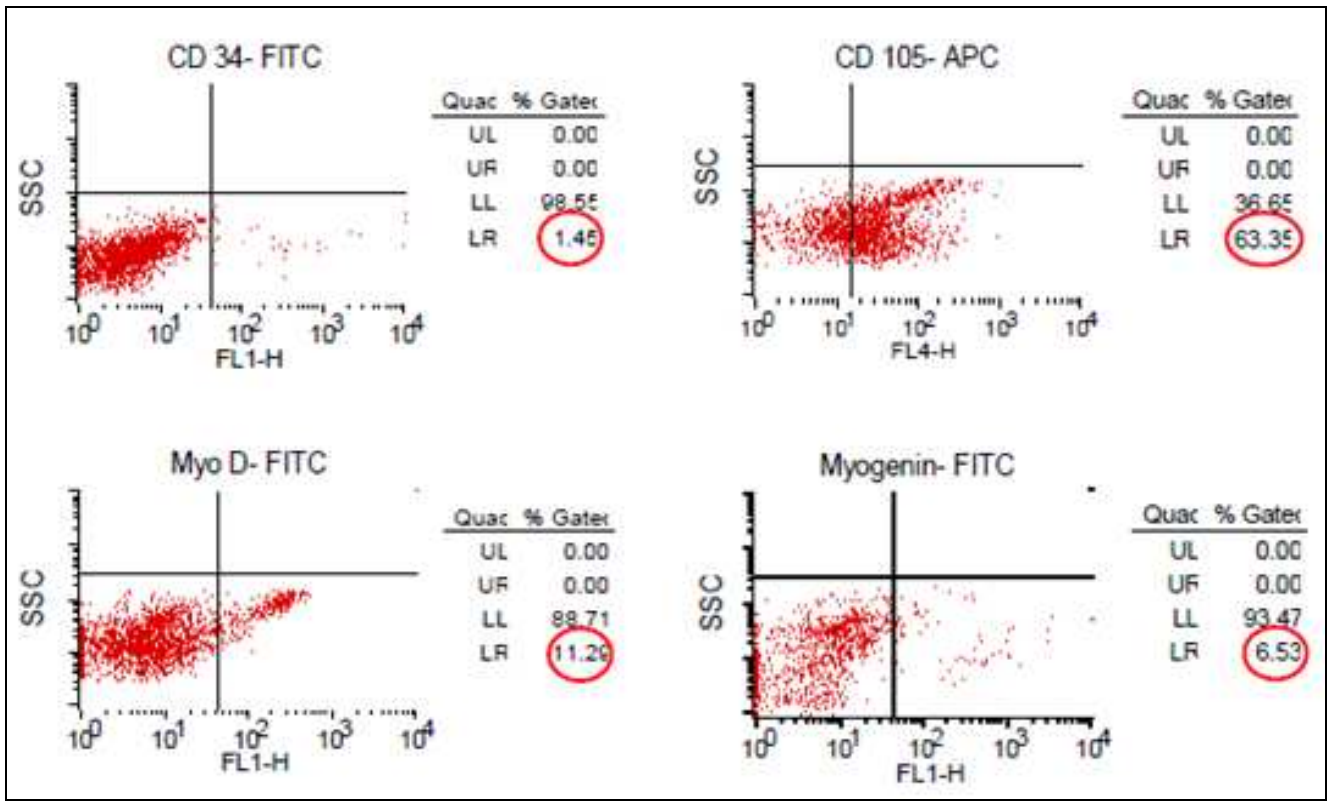 CD 34- FITC
Quac % Gatec
UL 0.00
UR 0.00
LL 98.55
LR 1.45
SSC
10^0 10^1 10^2 10^3 10^4
FL1-H
CD 105- APC
Quac % Gatec
UL 0.00
UR 0.00
LL 36.65
LR 63.35
SSC
10^0 10^1 10^2 10^3 10^4
FL4-H
Myo D- FITC
Quac % Gatec
UL 0.00
UR 0.00
LL 88.71
LR 11.29
SSC
10^0 10^1 10^2 10^3 10^4
FL1-H
Myogenin- FITC
Quac % Gatec
UL 0.00
UR 0.00
LL 93.47
LR 6.53
SSC
10^0 10^1 10^2 10^3 10^4
FL1-H